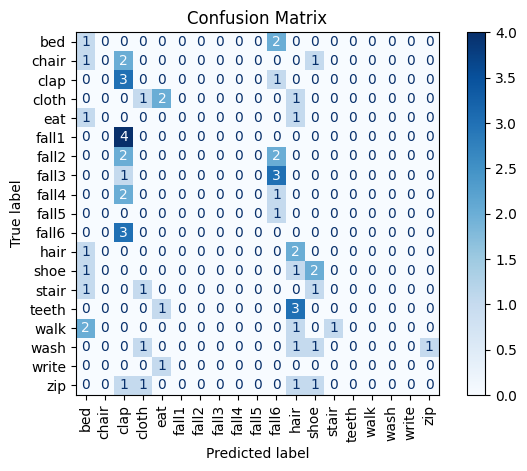 Confusion Matrix
True label
bed 1 0 0 0 0 0 0 0 0 0 2 0 0 0 0 0 0 0 0
chair 1 0 2 0 0 0 0 0 0 0 0 0 1 0 0 0 0 0 0
clap 0 0 3 0 0 0 0 0 0 0 1 0 0 0 0 0 0 0 0
cloth 0 0 0 1 2 0 0 0 0 0 0 1 0 0 0 0 0 0 0
eat 1 0 0 0 0 0 0 0 0 0 0 1 0 0 0 0 0 0 0
fall1 0 0 4 0 0 0 0 0 0 0 0 0 0 0 0 0 0 0 0
fall2 0 0 2 0 0 0 0 0 0 0 2 0 0 0 0 0 0 0 0
fall3 0 0 1 0 0 0 0 0 0 0 3 0 0 0 0 0 0 0 0
fall4 0 0 2 0 0 0 0 0 0 0 1 0 0 0 0 0 0 0 0
fall5 0 0 0 0 0 0 0 0 0 0 1 0 0 0 0 0 0 0 0
fall6 0 0 3 0 0 0 0 0 0 0 0 0 0 0 0 0 0 0 0
hair 1 0 0 0 0 0 0 0 0 0 0 2 0 0 0 0 0 0 0
shoe 1 0 0 0 0 0 0 0 0 0 0 1 2 0 0 0 0 0 0
stair 1 0 0 1 0 0 0 0 0 0 0 0 1 0 0 0 0 0 0
teeth 0 0 0 0 1 0 0 0 0 0 0 3 0 0 0 0 0 0 0
walk 2 0 0 0 0 0 0 0 0 0 0 1 0 1 0 0 0 0 0
wash 0 0 0 1 0 0 0 0 0 0 0 1 1 0 0 0 0 0 1
write 0 0 0 0 1 0 0 0 0 0 0 0 0 0 0 0 0 0 0
zip 0 0 1 1 0 0 0 0 0 0 0 1 1 0 0 0 0 0 0
bed chair clap cloth eat fall1 fall2 fall3 fall4 fall5 fall6 hair shoe stair teeth walk wash write zip
Predicted label
4.0
3.5
3.0
2.5
2.0
1.5
1.0
0.5
0.0